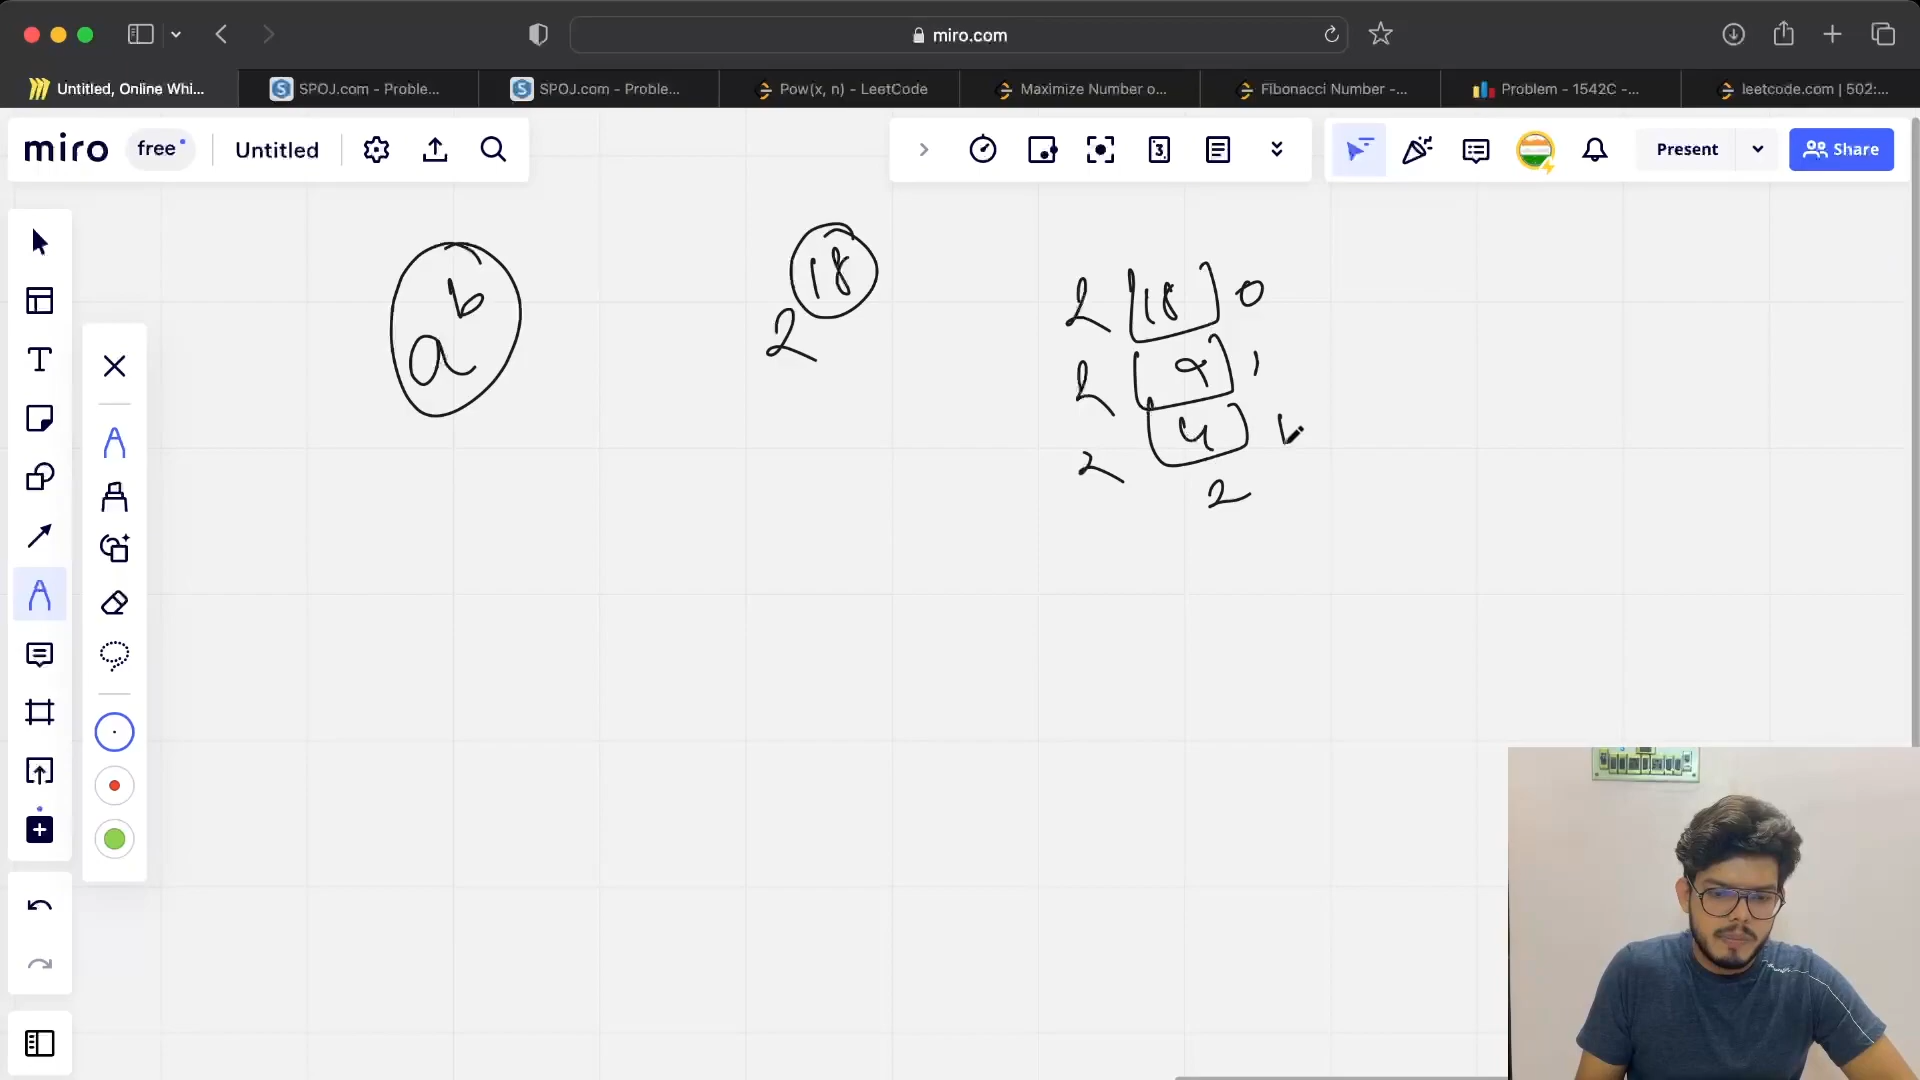 miro.com
Untitled, Online Whi...
SPOJ.com - Proble...
SPOJ.com - Proble...
Pow(x, n) - LeetCode
Maximize Number o...
Fibonacci Number -...
Problem - 1542C -...
leetcode.com | 502:...
miro free Untitled
3
Present
Share
a^b
2^18
2 18 0
2 9 1
2 4
2